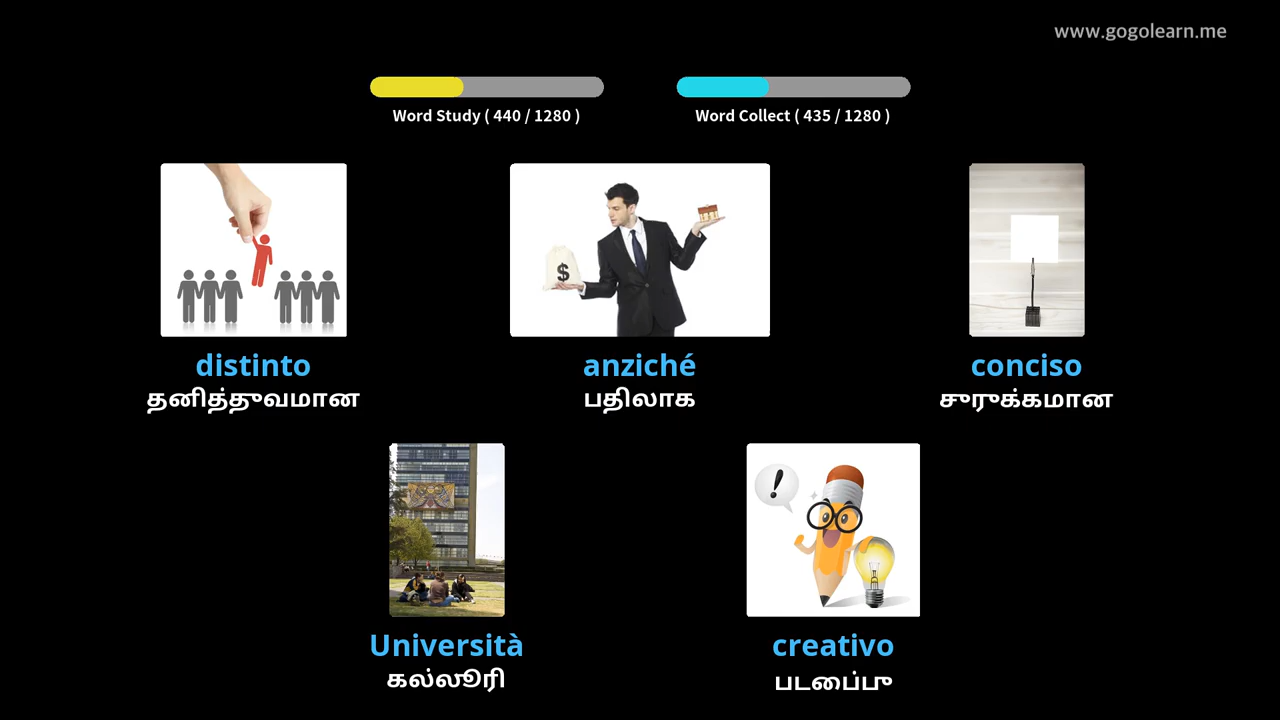 www.gogolearn.me
Word Study ( 440 / 1280 )
Word Collect ( 435 / 1280 )
$
distinto
தனித்துவமான
anziché
பதிலாக
conciso
சுருக்கமான
!
Università
கல்லூரி
creativo
படைப்பு